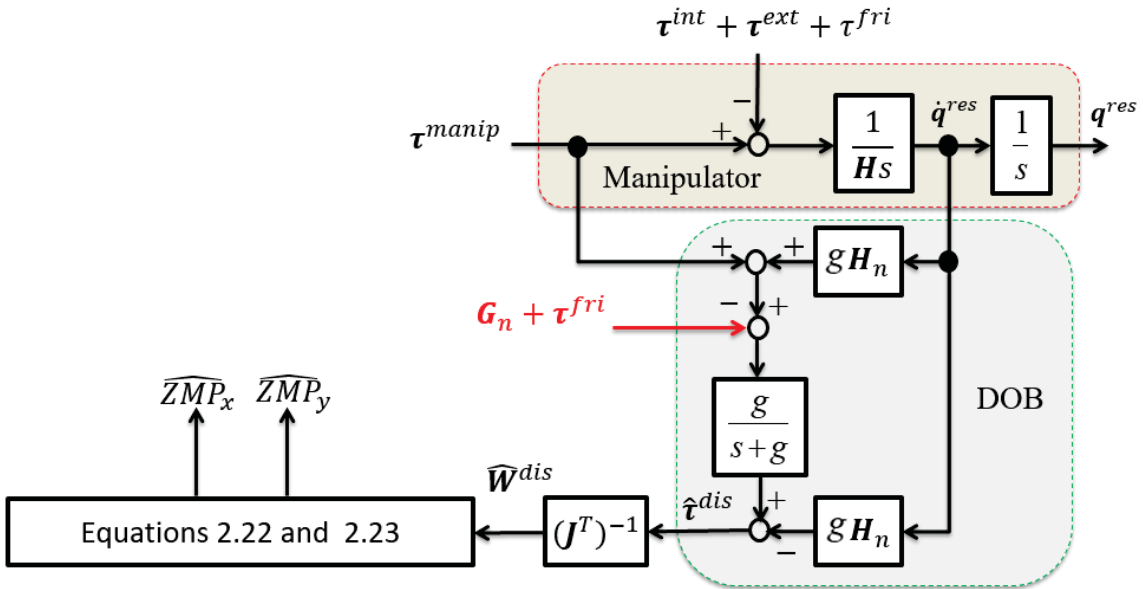 τ^{int} + τ^{ext} + τ^{fri}
−
τ^{manip}
+
1
Hs
q̇^{res}
1
s
q^{res}
Manipulator
+
+
gH_n
−
+
G_n + τ^{fri}
ZMP̂_x
ZMP̂_y
g
s+g
DOB
Ŵ^{dis}
τ̂^{dis}
+
Equations 2.22 and 2.23
(J^T)^{−1}
−
gH_n